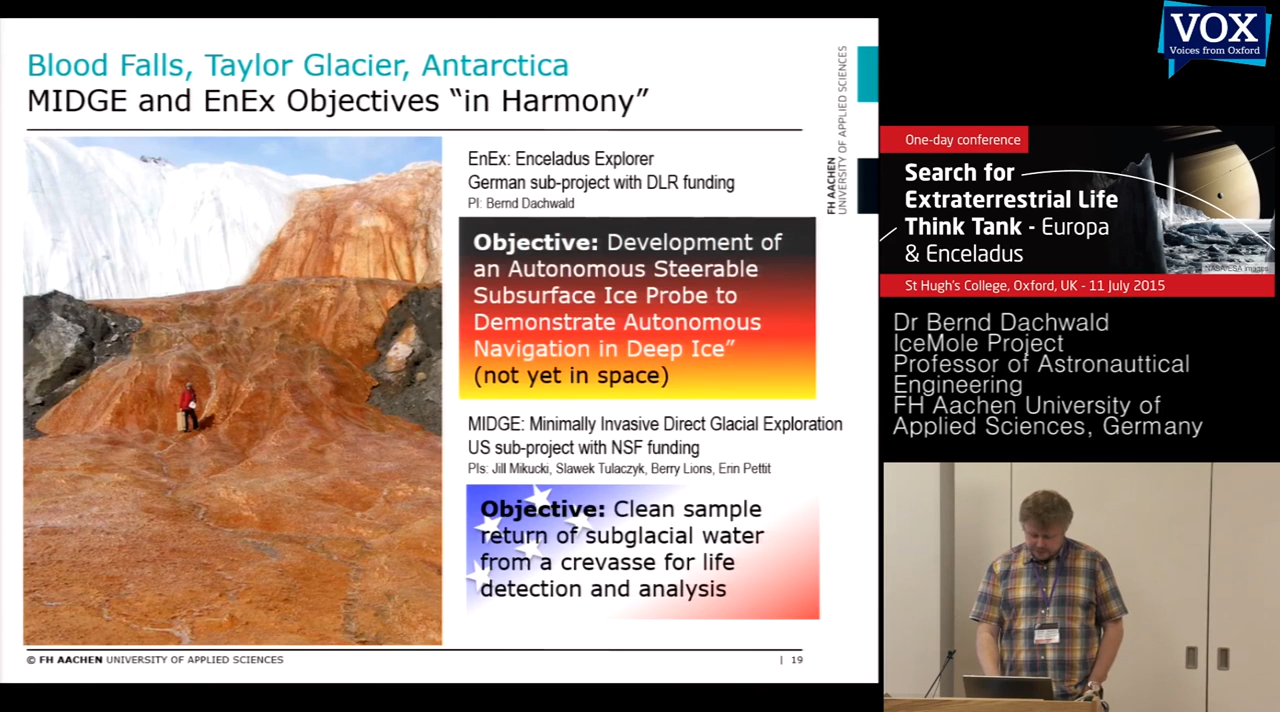 Blood Falls, Taylor Glacier, Antarctica
MIDGE and EnEx Objectives “in Harmony”
EnEx: Enceladus Explorer
German sub-project with DLR funding
PI: Bernd Dachwald
Objective: Development of
an Autonomous Steerable
Subsurface Ice Probe to
Demonstrate Autonomous
Navigation in Deep Ice”
(not yet in space)
MIDGE: Minimally Invasive Direct Glacial Exploration
US sub-project with NSF funding
PIs: Jill Mikucki, Slawek Tulaczyk, Berry Lions, Erin Pettit
Objective: Clean sample
return of subglacial water
from a crevasse for life
detection and analysis
© FH AACHEN UNIVERSITY OF APPLIED SCIENCES
| 19
FH AACHEN
UNIVERSITY OF APPLIED SCIENCES
VOX
Voices from Oxford
One-day conference
Search for
Extraterrestrial Life
Think Tank - Europa
& Enceladus
NASA/ESA images
St Hugh's College, Oxford, UK - 11 July 2015
Dr Bernd Dachwald
IceMole Project
Professor of Astronauttical
Engineering
FH Aachen University of
Applied Sciences, Germany